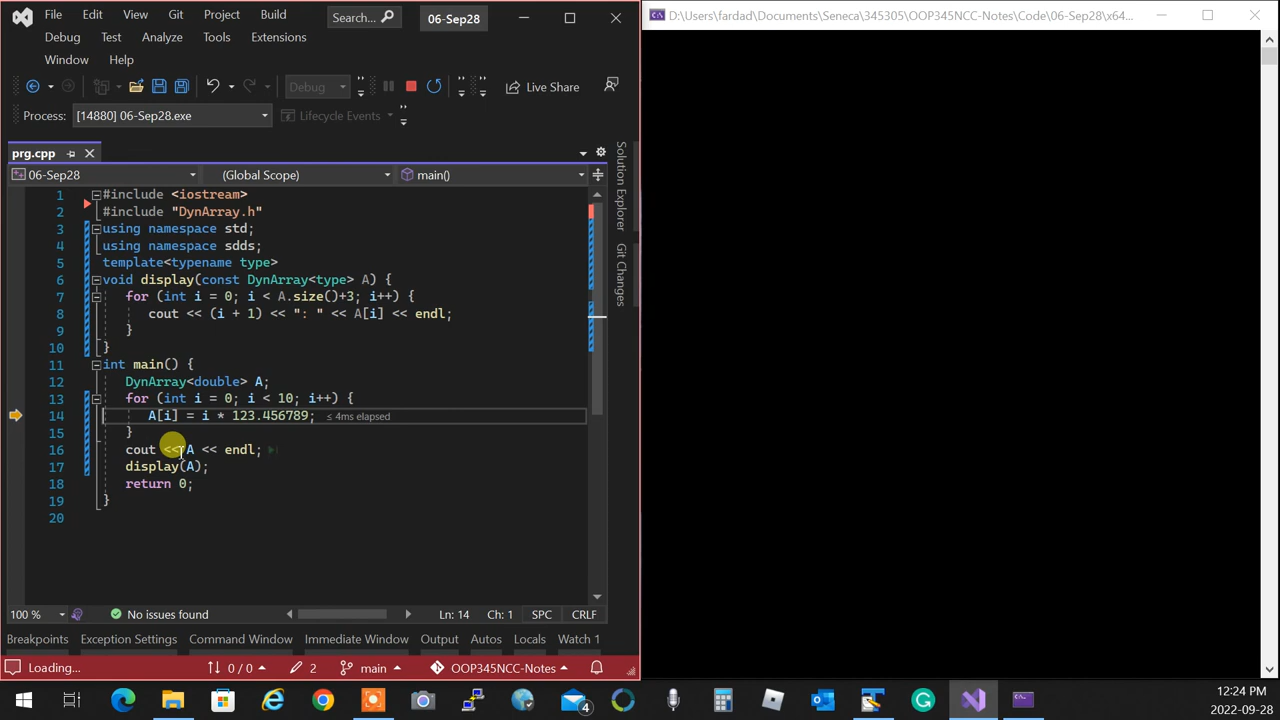 File Edit View Git Project Build Search... 06-Sep28
Debug Test Analyze Tools Extensions
Window Help
Debug Live Share
Process: [14880] 06-Sep28.exe Lifecycle Events
prg.cpp
06-Sep28 (Global Scope) main()
1 #include <iostream>
2 #include "DynArray.h"
3 using namespace std;
4 using namespace sdds;
5 template<typename type>
6 void display(const DynArray<type> A) {
7 for (int i = 0; i < A.size()+3; i++) {
8 cout << (i + 1) << ": " << A[i] << endl;
9 }
10 }
11 int main() {
12 DynArray<double> A;
13 for (int i = 0; i < 10; i++) {
14 A[i] = i * 123.456789; ≤ 4ms elapsed
15 }
16 cout << A << endl;
17 display(A);
18 return 0;
19 }
20
Solution Explorer
Git Changes
100 % No issues found Ln: 14 Ch: 1 SPC CRLF
Breakpoints Exception Settings Command Window Immediate Window Output Autos Locals Watch 1
Loading... 0 / 0 2 main OOP345NCC-Notes
D:\Users\fardad\Documents\Seneca\345305\OOP345NCC-Notes\Code\06-Sep28\x64...
4
12:24 PM
2022-09-28